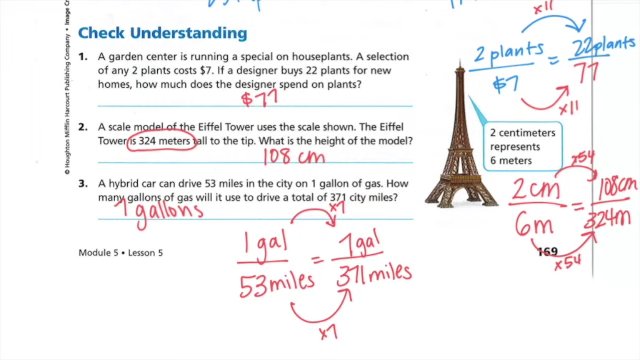 Check Understanding
1. A garden center is running a special on houseplants. A selection
of any 2 plants costs $7. If a designer buys 22 plants for new
homes, how much does the designer spend on plants?
$77
2. A scale model of the Eiffel Tower uses the scale shown. The Eiffel
Tower is 324 meters tall to the tip. What is the height of the model?
108 cm
3. A hybrid car can drive 53 miles in the city on 1 gallon of gas. How
many gallons of gas will it use to drive a total of 371 city miles?
7 gallons
x7
1 gal = 7 gal
53 miles 371 miles
x7
Module 5 • Lesson 5
x11
2 plants = 22 plants
$7 77
x11
2 centimeters
represents
6 meters
x54
2 cm = 108 cm
6m 324m
x54
169
© Houghton Mifflin Harcourt Publishing Company • Image C